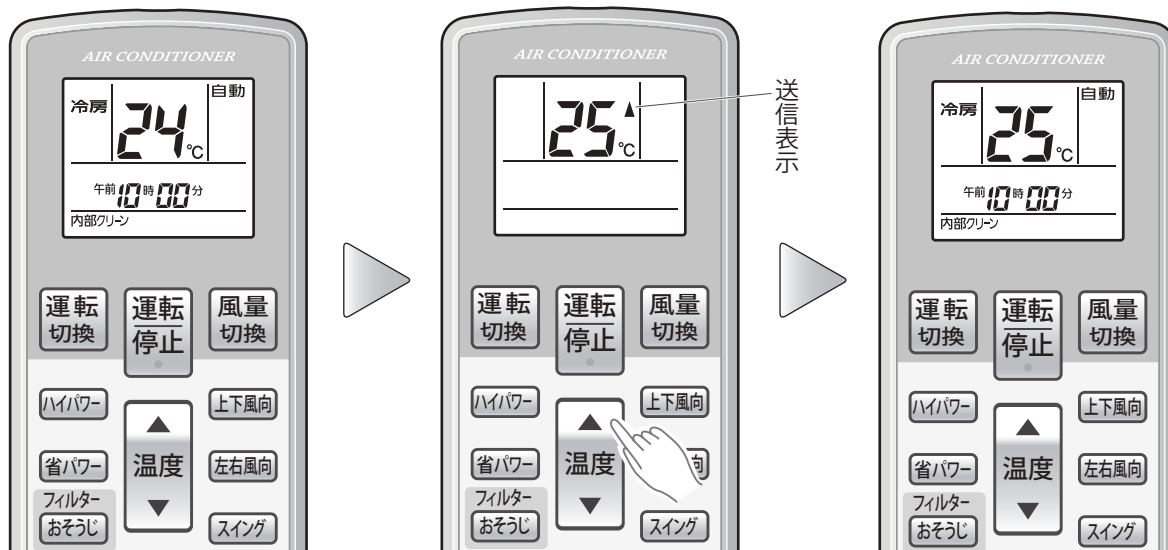 AIR CONDITIONER
冷房 24℃ 自動
午前10時00分
内部クリーン
運転切換
運転停止
風量切換
ハイパワー
上下風向
省パワー
温度
左右風向
フィルター
おそうじ
スイング
AIR CONDITIONER
25℃
送信表示
運転切換
運転停止
風量切換
ハイパワー
上下風向
省パワー
温度
向
フィルター
おそうじ
スイング
AIR CONDITIONER
冷房 25℃ 自動
午前10時00分
内部クリーン
運転切換
運転停止
風量切換
ハイパワー
上下風向
省パワー
温度
左右風向
フィルター
おそうじ
スイング